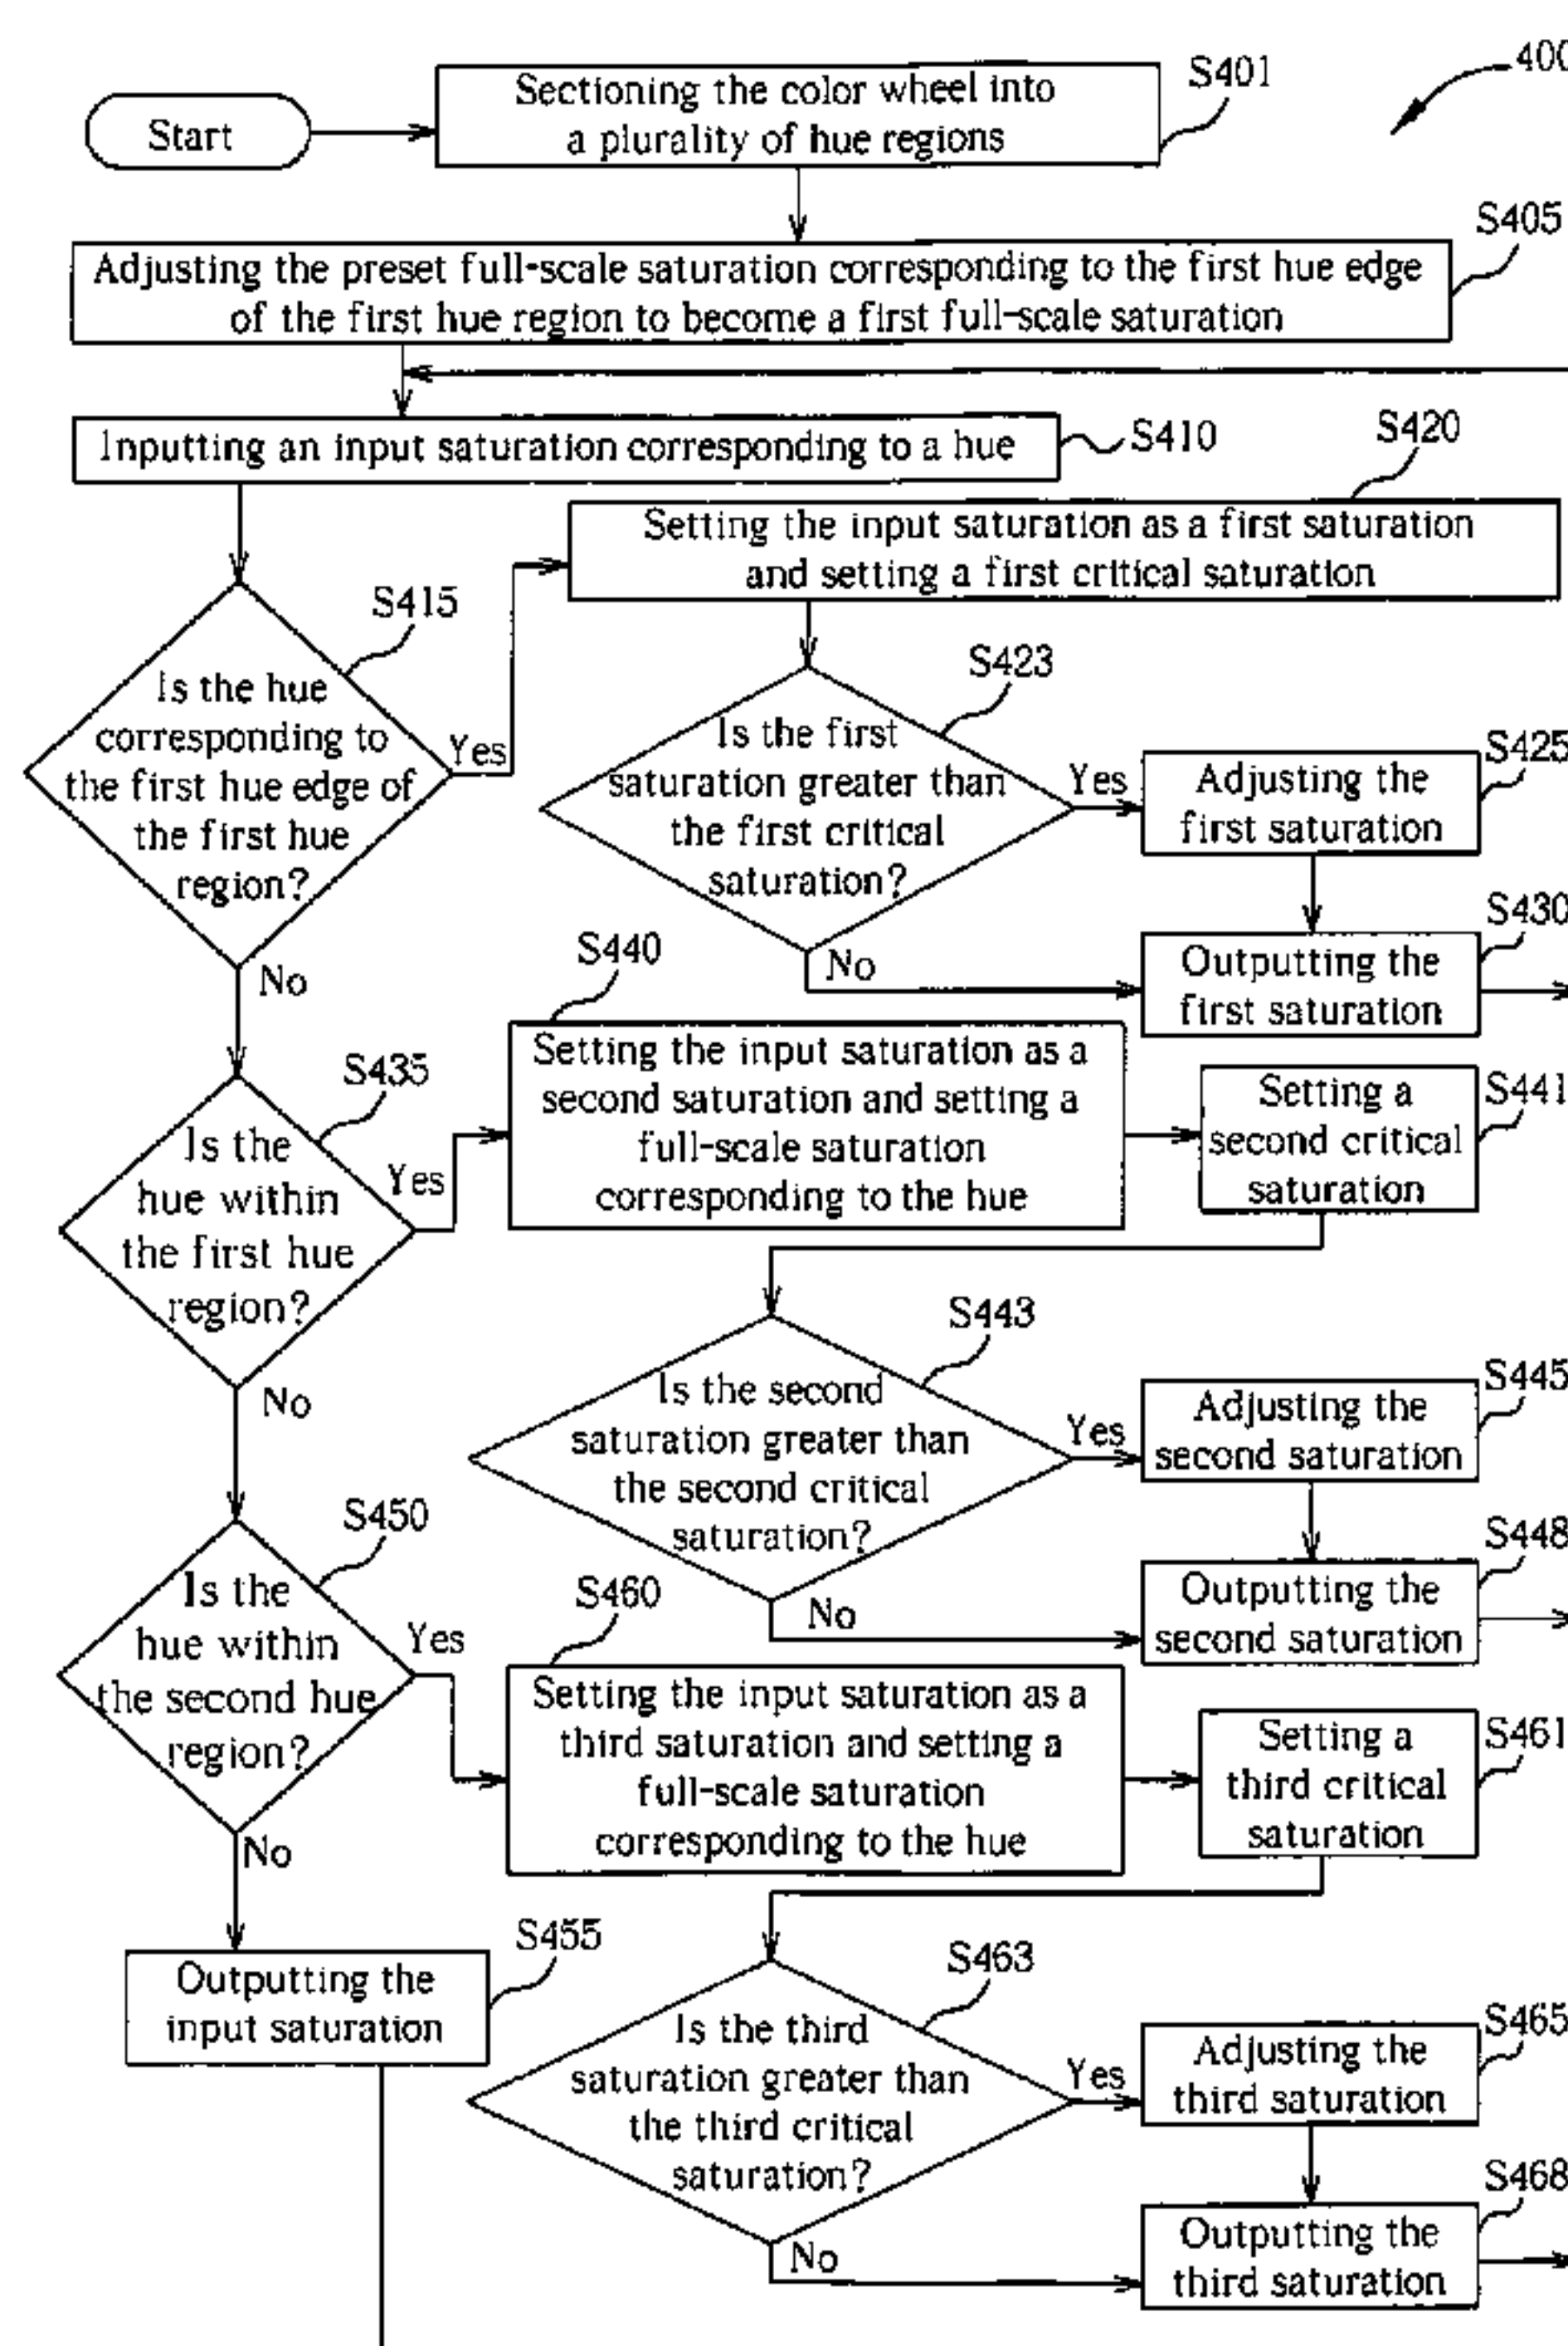 400
S401
Start
Sectioning the color wheel into
a plurality of hue regions
S405
Adjusting the preset full-scale saturation corresponding to the first hue edge
of the first hue region to become a first full-scale saturation
Inputting an input saturation corresponding to a hue
S410
S420
Setting the input saturation as a first saturation
and setting a first critical saturation
S415
Is the hue
corresponding to
the first hue edge of
the first hue
region?
Yes
No
S423
Is the first
saturation greater than
the first critical
saturation?
Yes
No
S425
Adjusting the
first saturation
S430
Outputting the
first saturation
S435
Is the
hue within
the first hue
region?
Yes
No
S440
Setting the input saturation as a
second saturation and setting a
full-scale saturation
corresponding to the hue
S441
Setting a
second critical
saturation
S443
Is the second
saturation greater than
the second critical
saturation?
Yes
No
S445
Adjusting the
second saturation
S448
Outputting the
second saturation
S450
Is the
hue within
the second hue
region?
Yes
No
S460
Setting the input saturation as a
third saturation and setting a
full-scale saturation
corresponding to the hue
S461
Setting a
third critical
saturation
S455
Outputting the
input saturation
S463
Is the third
saturation greater than
the third critical
saturation?
Yes
No
S465
Adjusting the
third saturation
S468
Outputting the
third saturation